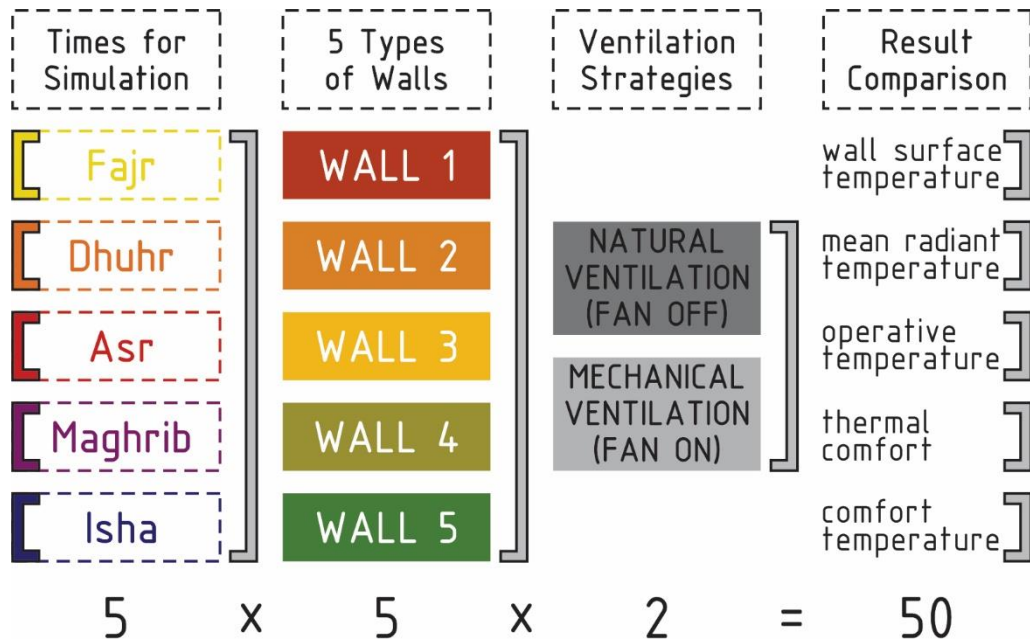 Times for
Simulation
5 Types
of Walls
Ventilation
Strategies
Result
Comparison
Fajr
Dhuhr
Asr
Maghrib
Isha
WALL 1
WALL 2
WALL 3
WALL 4
WALL 5
NATURAL
VENTILATION
(FAN OFF)
MECHANICAL
VENTILATION
(FAN ON)
wall surface
temperature
mean radiant
temperature
operative
temperature
thermal
comfort
comfort
temperature
5 x 5 x 2 = 50